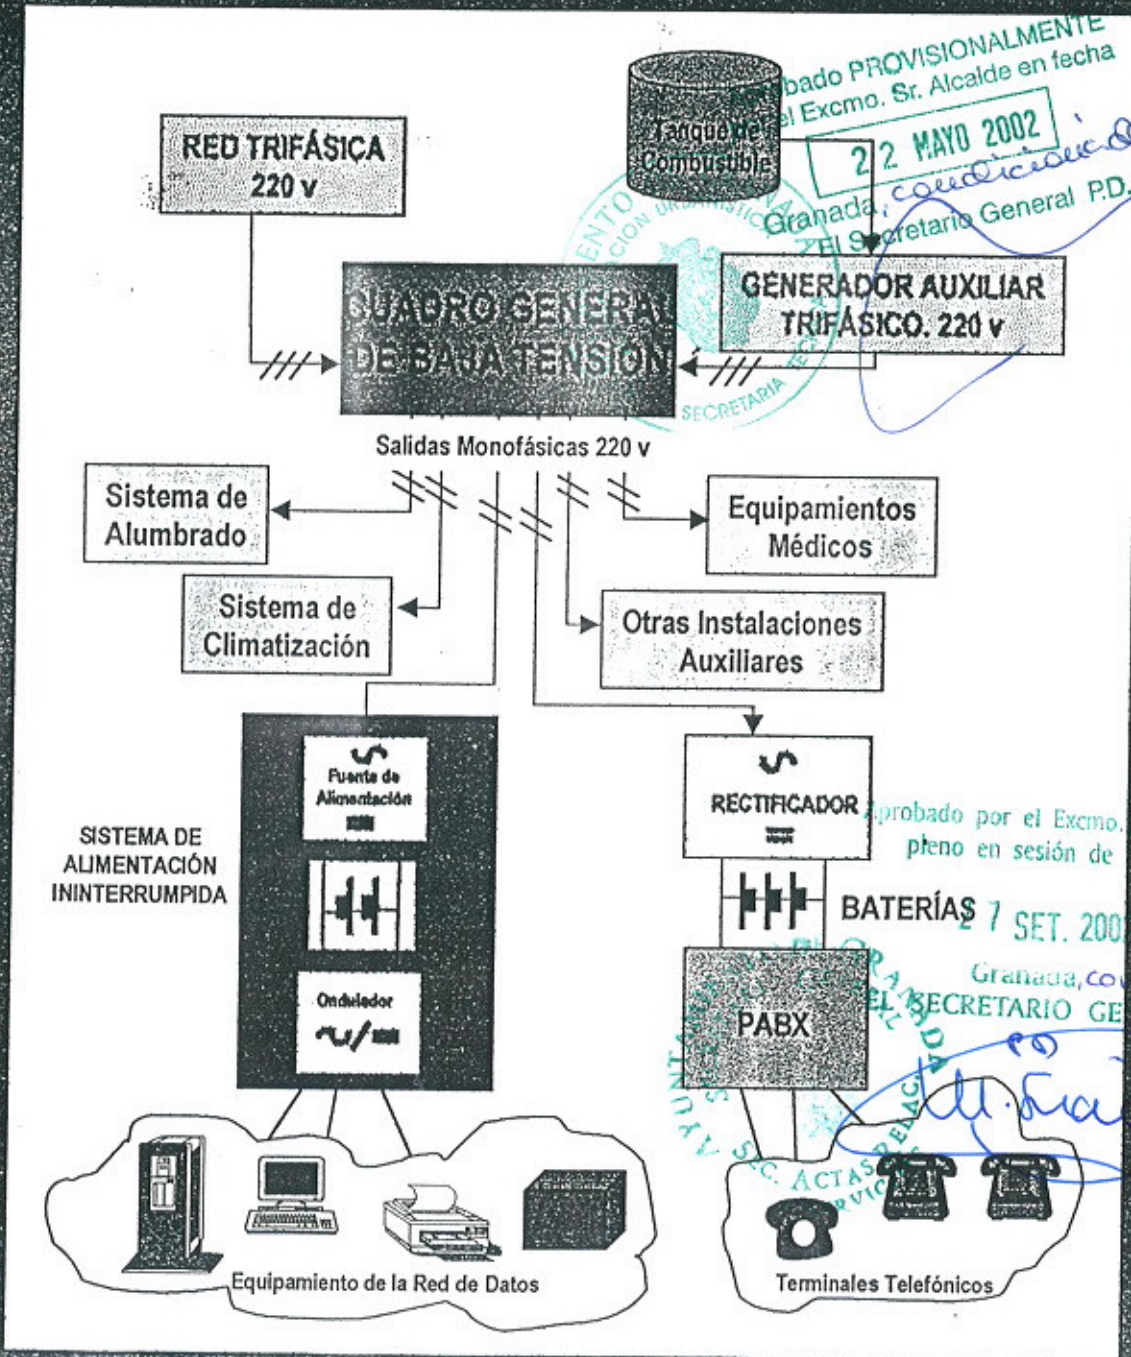 RED TRIFÁSICA
220 v
Tanque de
Combustible
bado PROVISIONALMENTE
el Excmo. Sr. Alcalde en fecha
22 MAYO 2002
Granada,
El Secretario General P.D.
CUADRO GENERAL
DE BAJA TENSIÓN
GENERADOR AUXILIAR
TRIFÁSICO. 220 v
SECRETARIA
Salidas Monofásicas 220 v
Sistema de
Alumbrado
Equipamientos
Médicos
Sistema de
Climatización
Otras Instalaciones
Auxiliares
Fuente de
Alimentación
SISTEMA DE
ALIMENTACIÓN
ININTERRUMPIDA
Ondulador
RECTIFICADOR
BATERÍAS
PABX
Aprobado por el Excmo.
pleno en sesión de
27 SET. 200
Granada,
EL SECRETARIO GE
SEC. ACTAS
Equipamiento de la Red de Datos
Terminales Telefónicos